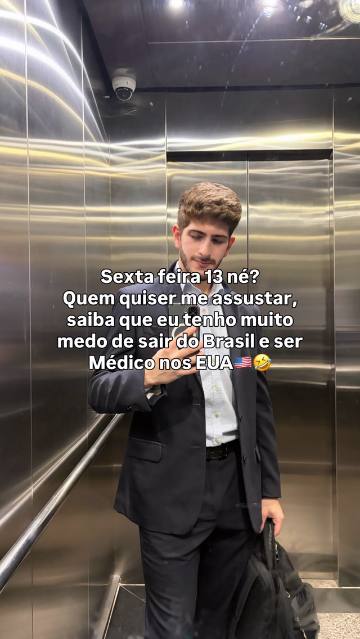 Sexta feira 13 né?
Quem quiser me assustar,
saiba que eu tenho muito
medo de sair do Brasil e ser
Médico nos EUA🇺🇸🤣